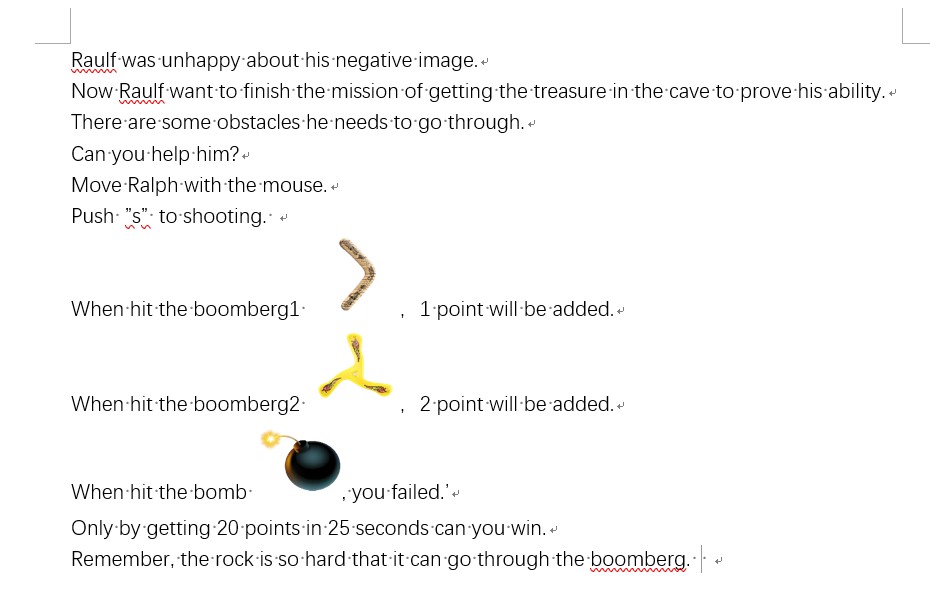 Raulf was unhappy about his negative image.
Now Raulf want to finish the mission of getting the treasure in the cave to prove his ability.
There are some obstacles he needs to go through.
Can you help him?
Move Ralph with the mouse.
Push ”s” to shooting.
When hit the boomberg1 , 1 point will be added.
When hit the boomberg2 , 2 point will be added.
When hit the bomb , you failed.'
Only by getting 20 points in 25 seconds can you win.
Remember, the rock is so hard that it can go through the boomberg.